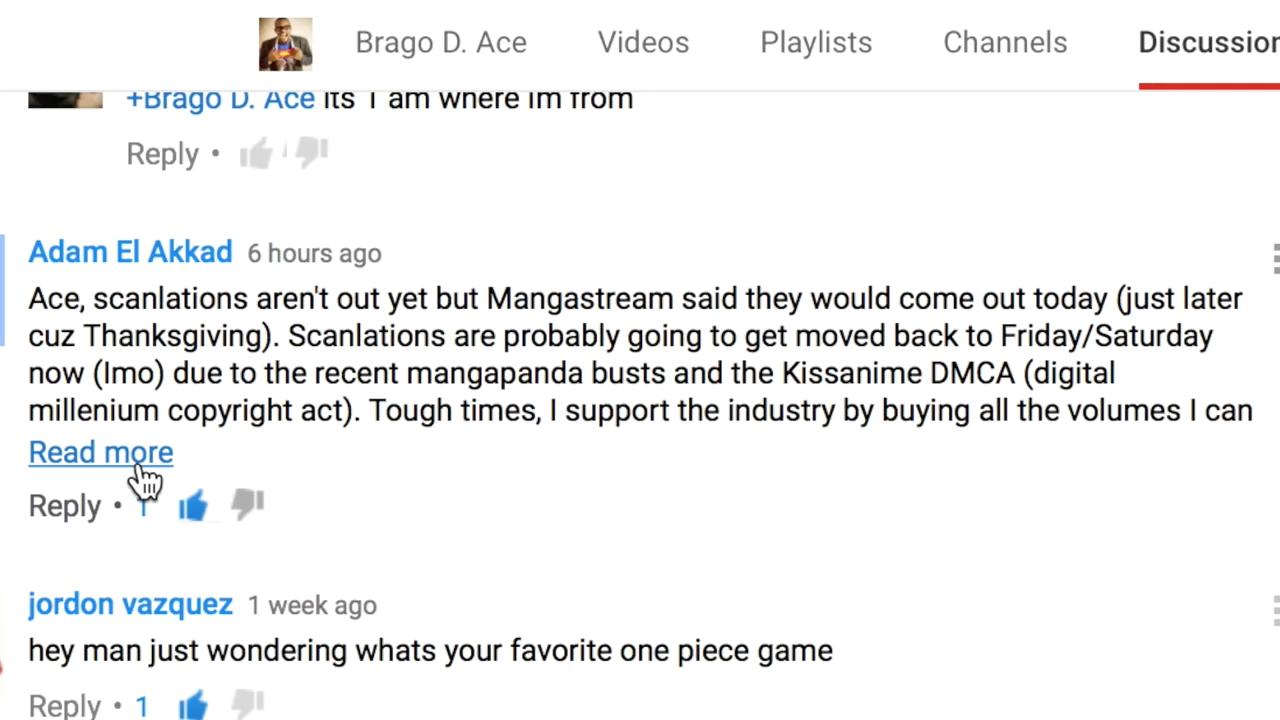 Brago D. Ace Videos Playlists Channels Discussion
+Brago D. Ace its 1 am where im from
Reply •
Adam El Akkad 6 hours ago
Ace, scanlations aren't out yet but Mangastream said they would come out today (just later
cuz Thanksgiving). Scanlations are probably going to get moved back to Friday/Saturday
now (Imo) due to the recent mangapanda busts and the Kissanime DMCA (digital
millenium copyright act). Tough times, I support the industry by buying all the volumes I can
Read more
Reply • 1
jordon vazquez 1 week ago
hey man just wondering whats your favorite one piece game
Reply • 1